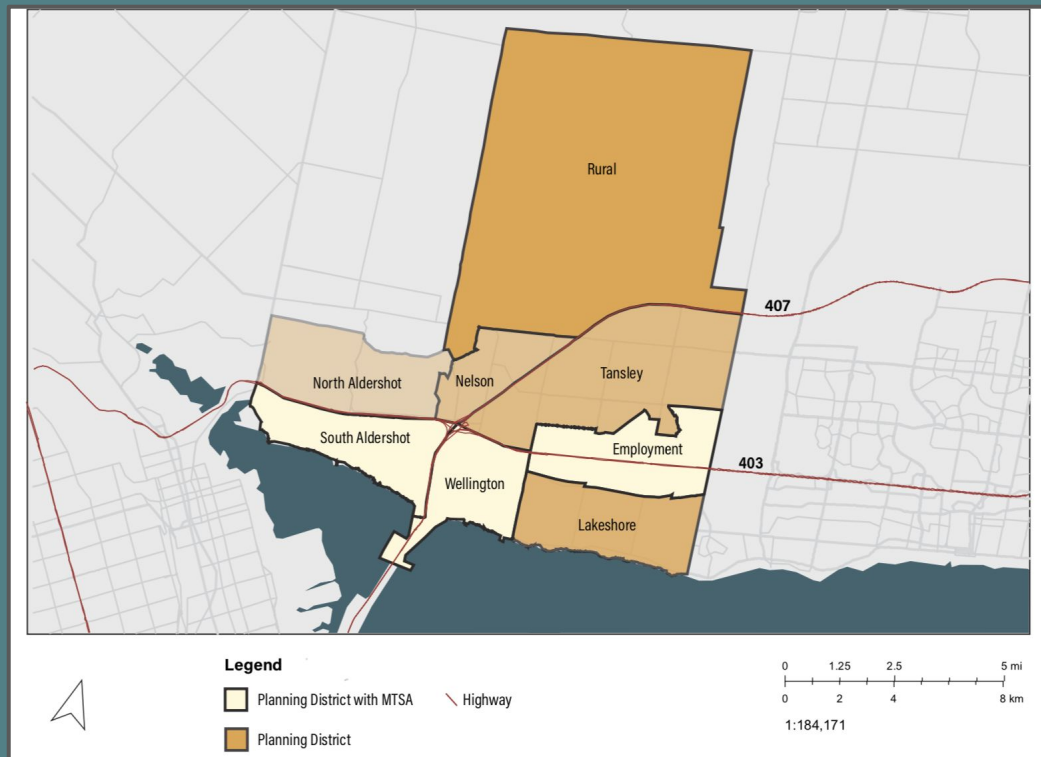 Rural
407
North Aldershot
Nelson
Tansley
South Aldershot
Employment
403
Wellington
Lakeshore
Legend
Planning District with MTSA
Highway
Planning District
0 1.25 2.5 5 mi
0 2 4 8 km
1:184,171